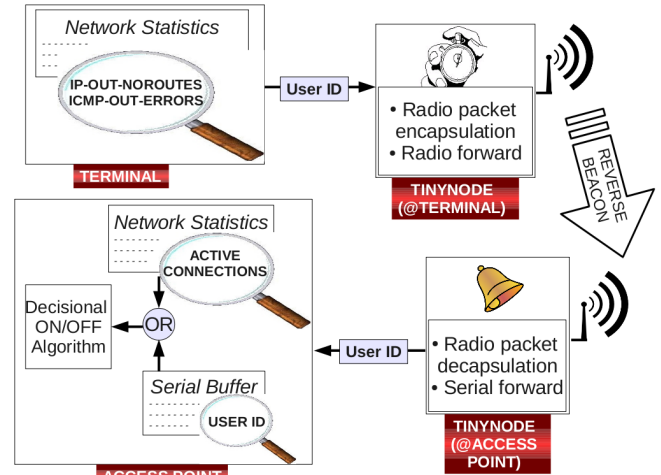 Network Statistics
IP-OUT-NOROUTES
ICMP-OUT-ERRORS
TERMINAL
User ID
• Radio packet
encapsulation
• Radio forward
TINYNODE
(@TERMINAL)
REVERSE
BEACON
Network Statistics
ACTIVE
CONNECTIONS
Decisional
ON/OFF
Algorithm
OR
Serial Buffer
USER ID
ACCESS POINT
User ID
• Radio packet
decapsulation
• Serial forward
TINYNODE
(@ACCESS
POINT)